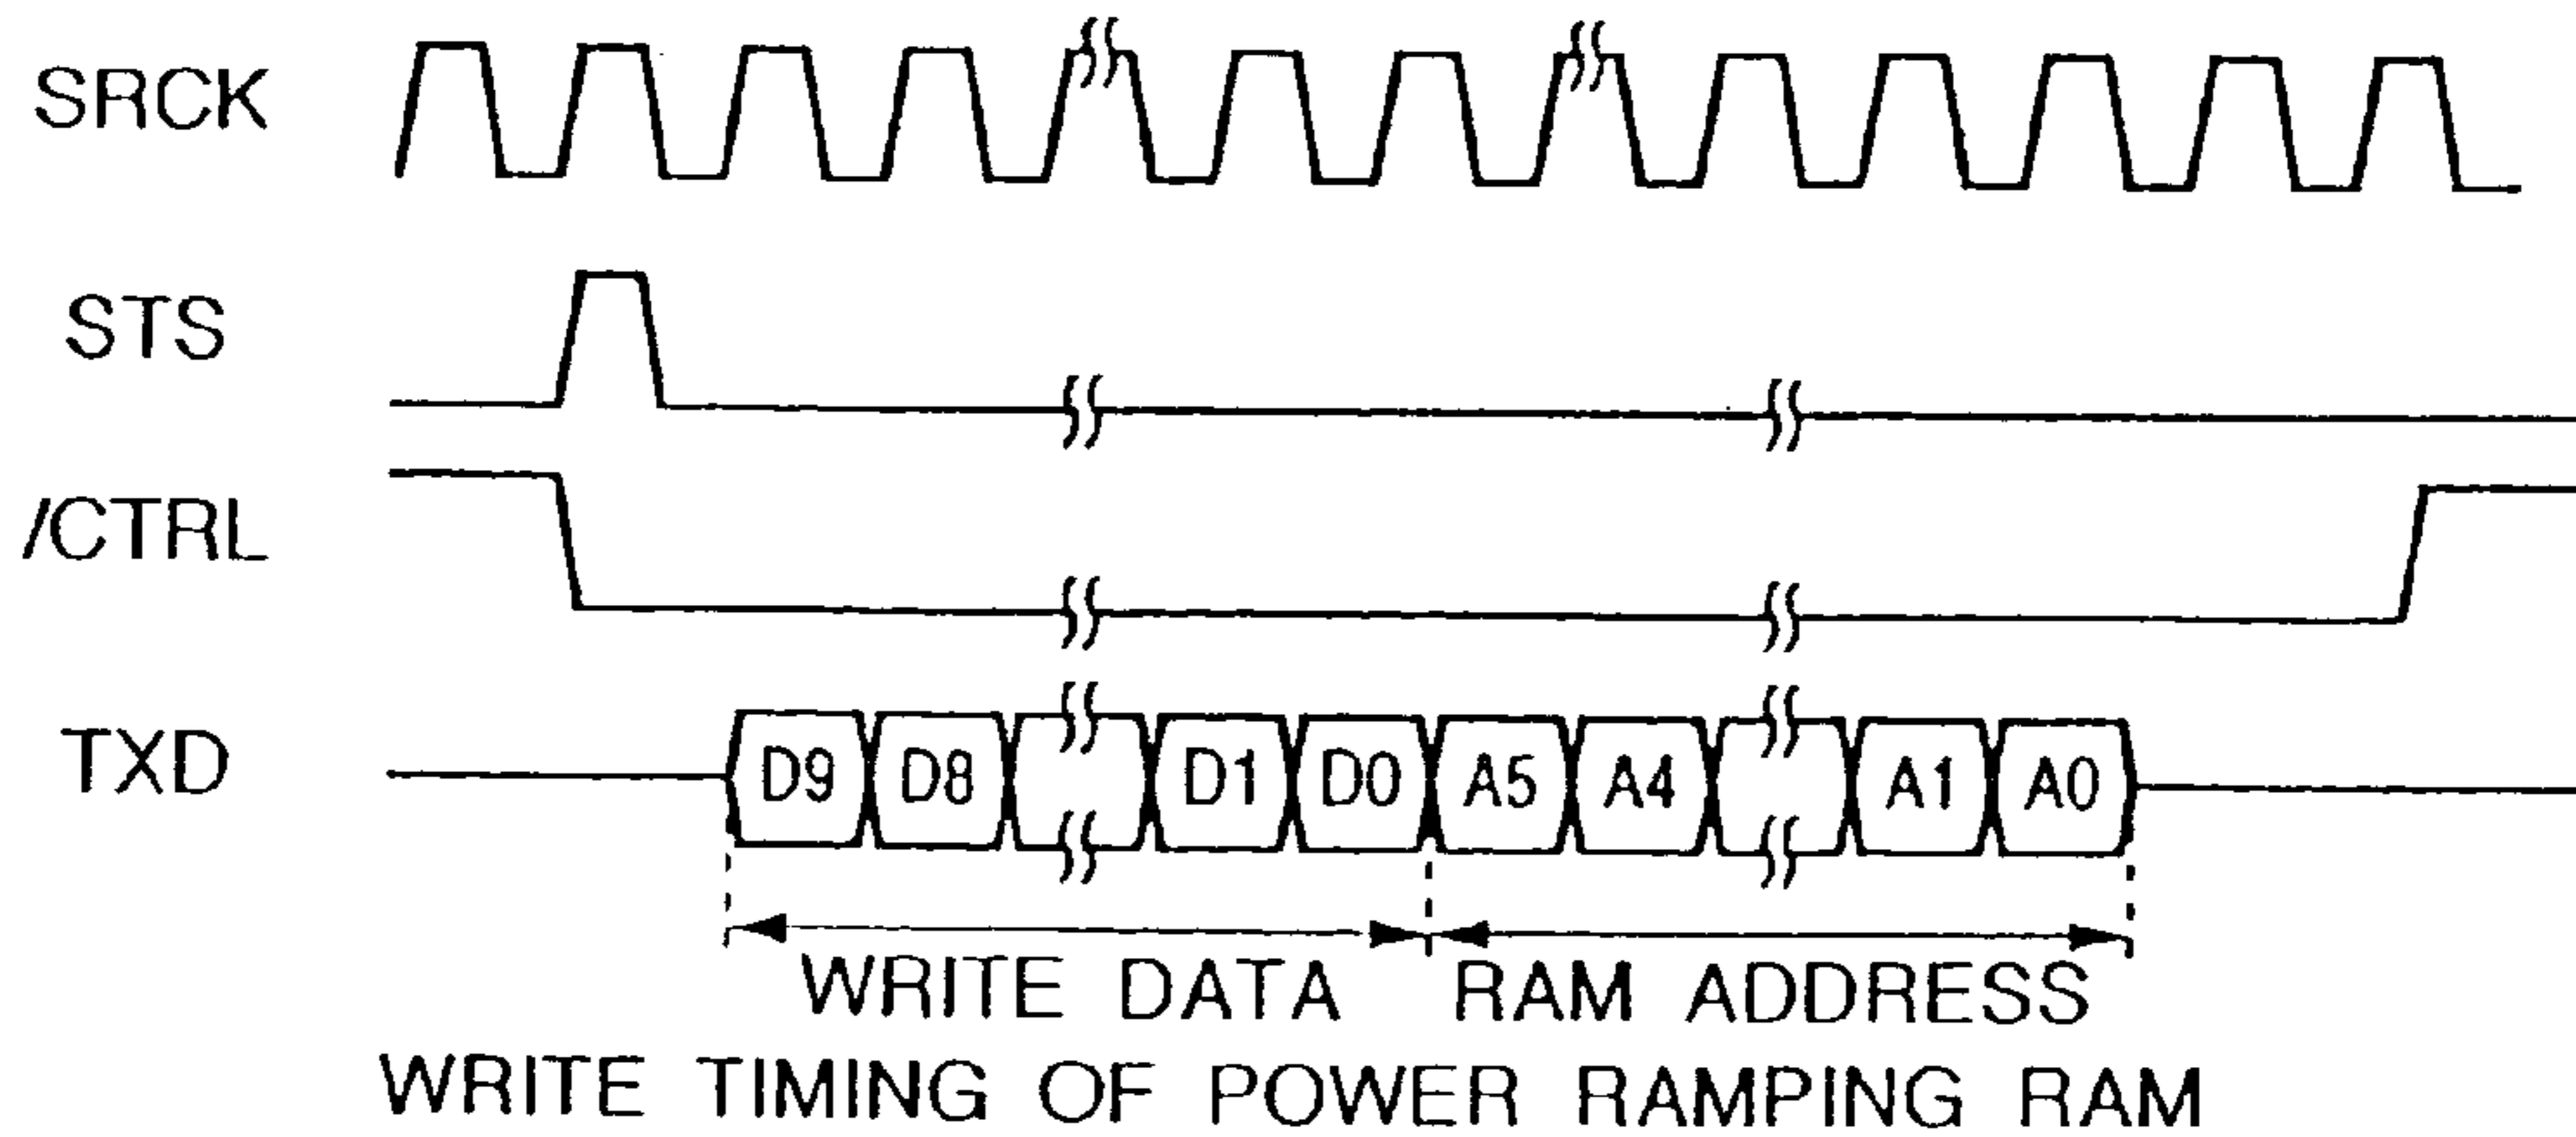 SRCK
STS
/CTRL
TXD
D9 D8 D1 D0 A5 A4 A1 A0
WRITE DATA RAM ADDRESS
WRITE TIMING OF POWER RAMPING RAM